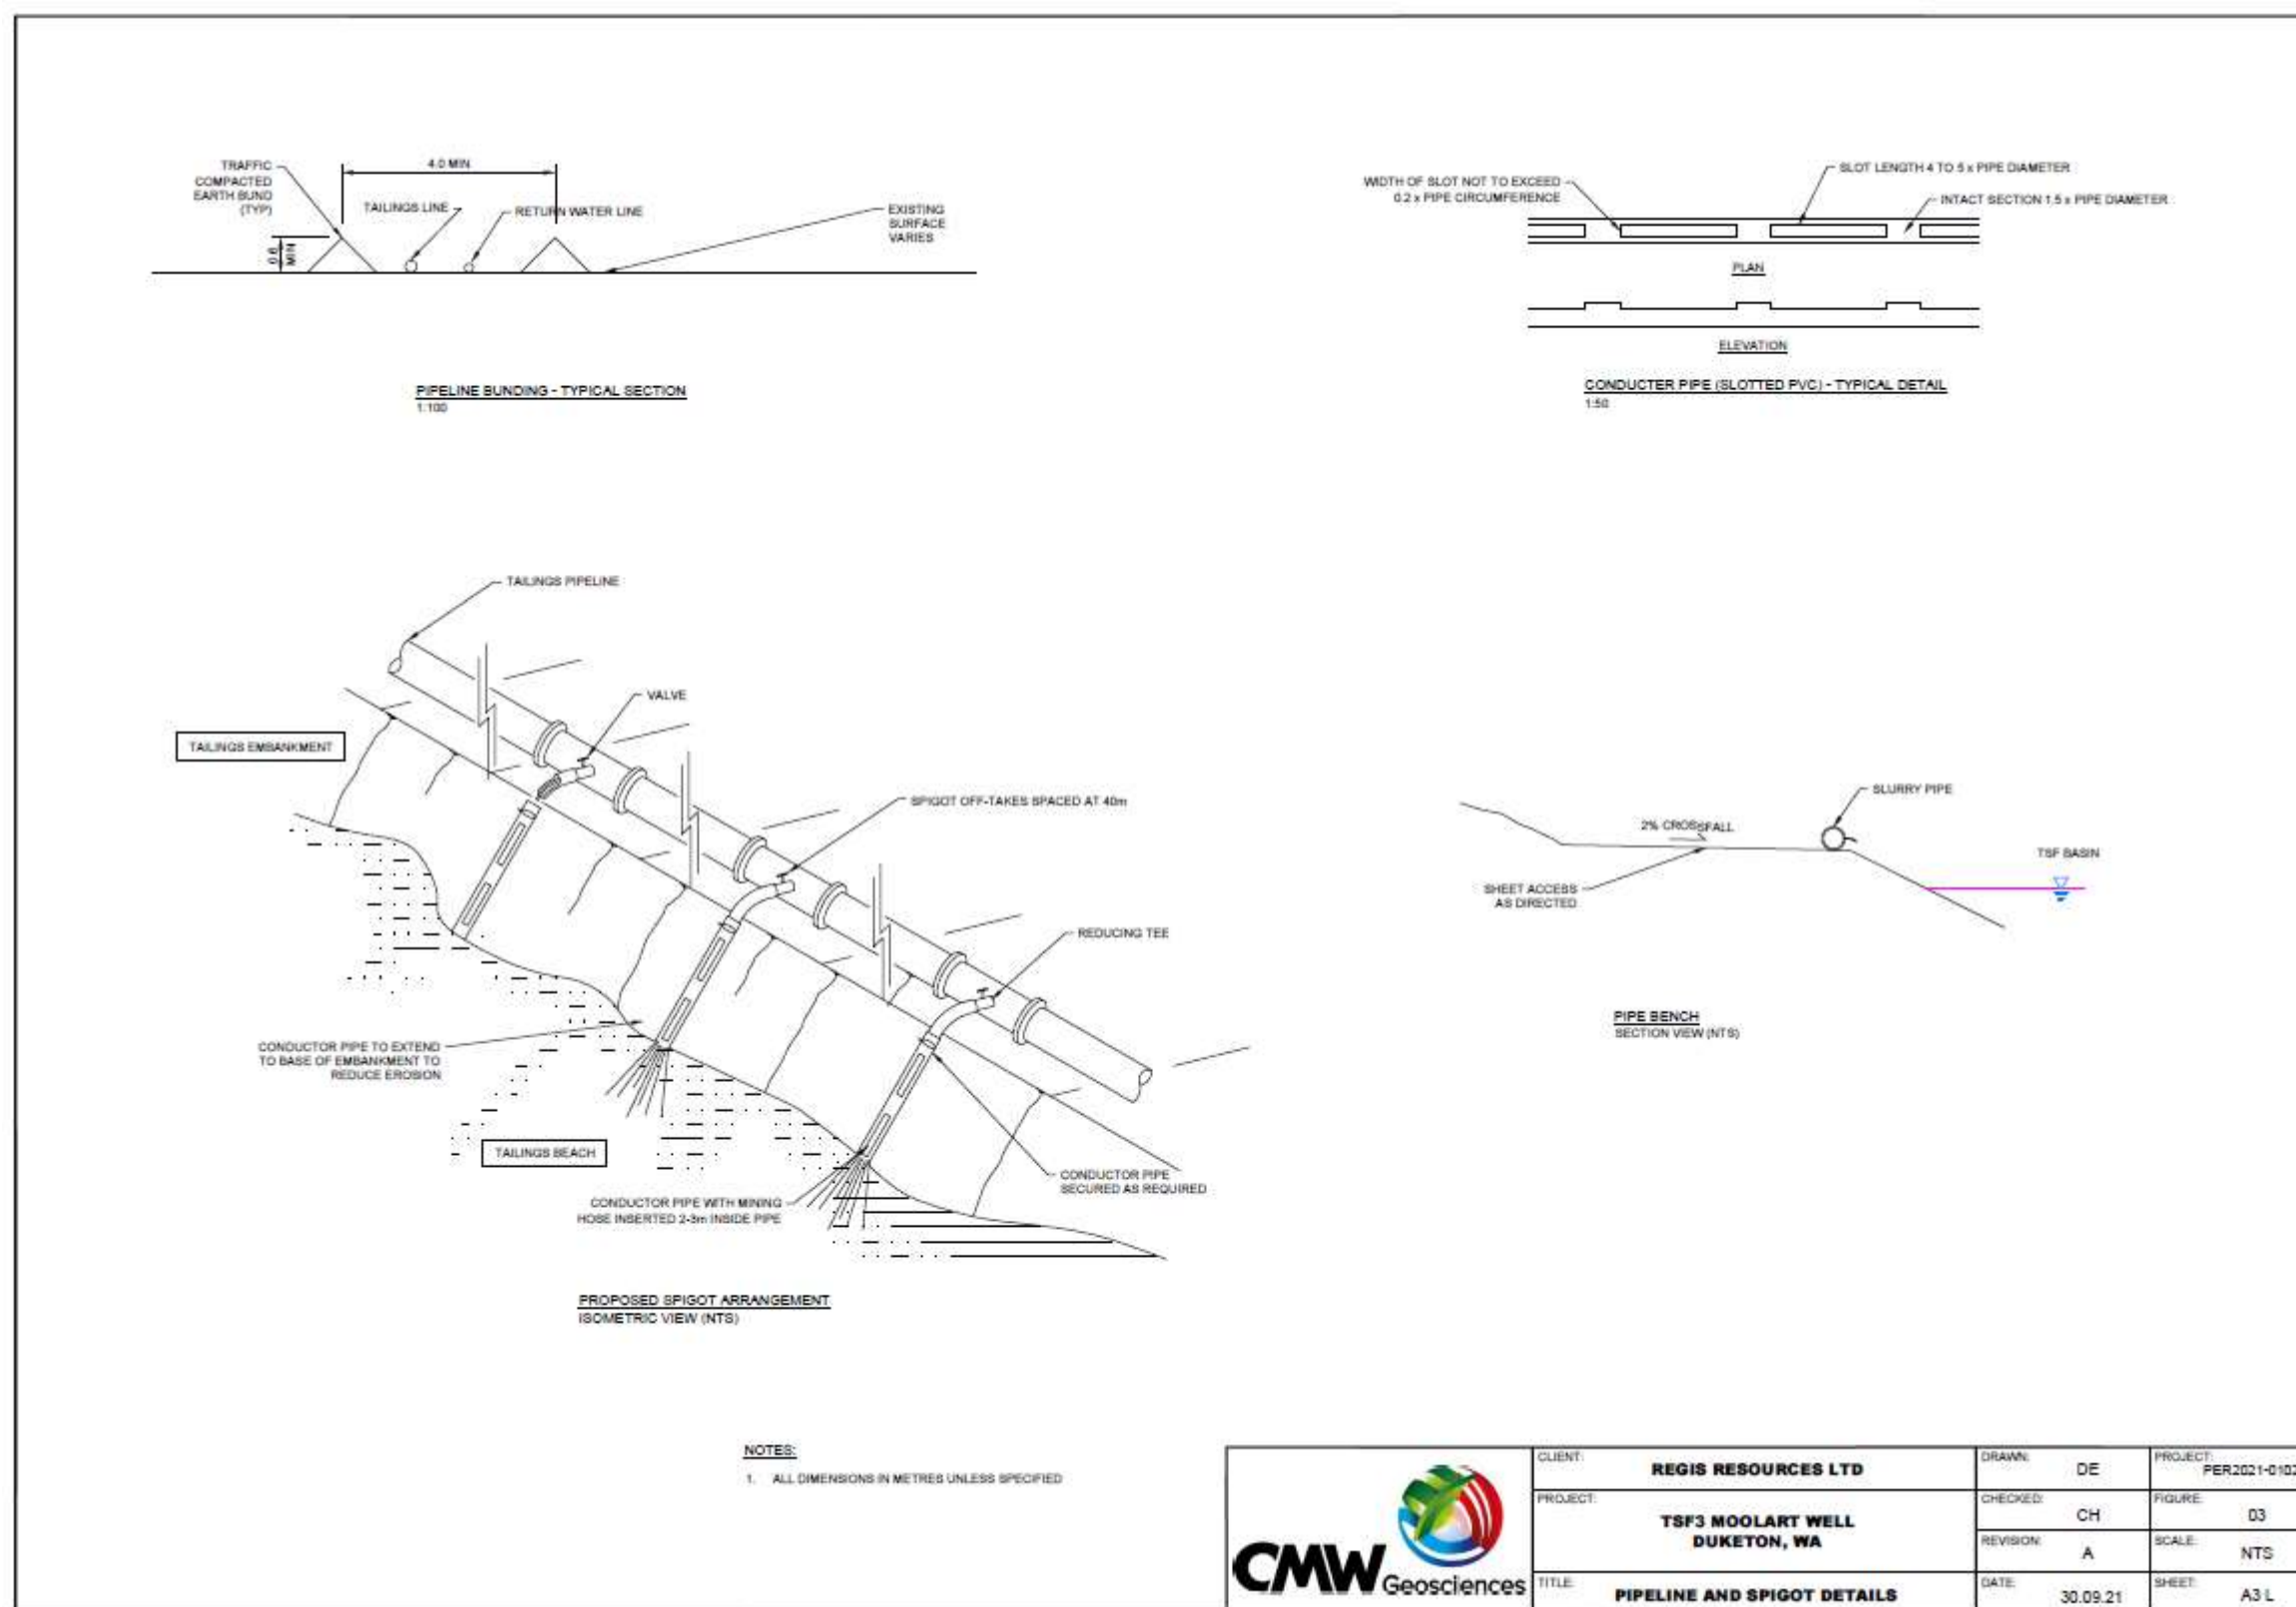 TRAFFIC
COMPACTED
EARTH BUND
(TYP)
4.0 MIN
0.6
MIN
TAILINGS LINE
RETURN WATER LINE
EXISTING
SURFACE
VARIES
PIPELINE BUNDING - TYPICAL SECTION
1:100
WIDTH OF SLOT NOT TO EXCEED
0.2 x PIPE CIRCUMFERENCE
SLOT LENGTH 4 TO 5 x PIPE DIAMETER
INTACT SECTION 1.5 x PIPE DIAMETER
PLAN
ELEVATION
CONDUCTER PIPE (SLOTTED PVC) - TYPICAL DETAIL
1:50
TAILINGS PIPELINE
VALVE
TAILINGS EMBANKMENT
SPIGOT OFF-TAKES SPACED AT 40m
REDUCING TEE
CONDUCTOR PIPE TO EXTEND
TO BASE OF EMBANKMENT TO
REDUCE EROSION
TAILINGS BEACH
CONDUCTOR PIPE
SECURED AS REQUIRED
CONDUCTOR PIPE WITH MINING
HOSE INSERTED 2-3m INSIDE PIPE
PROPOSED SPIGOT ARRANGEMENT
ISOMETRIC VIEW (NTS)
SLURRY PIPE
2% CROSSFALL
TSF BASIN
SHEET ACCESS
AS DIRECTED
PIPE BENCH
SECTION VIEW (NTS)
NOTES:
1. ALL DIMENSIONS IN METRES UNLESS SPECIFIED
CMW Geosciences
CLIENT:
REGIS RESOURCES LTD
PROJECT:
TSF3 MOOLART WELL
DUKETON, WA
TITLE:
PIPELINE AND SPIGOT DETAILS
DRAWN:
DE
PROJECT:
PER2021-0102
CHECKED:
CH
FIGURE:
03
REVISION:
A
SCALE:
NTS
DATE:
30.09.21
SHEET:
A3 L